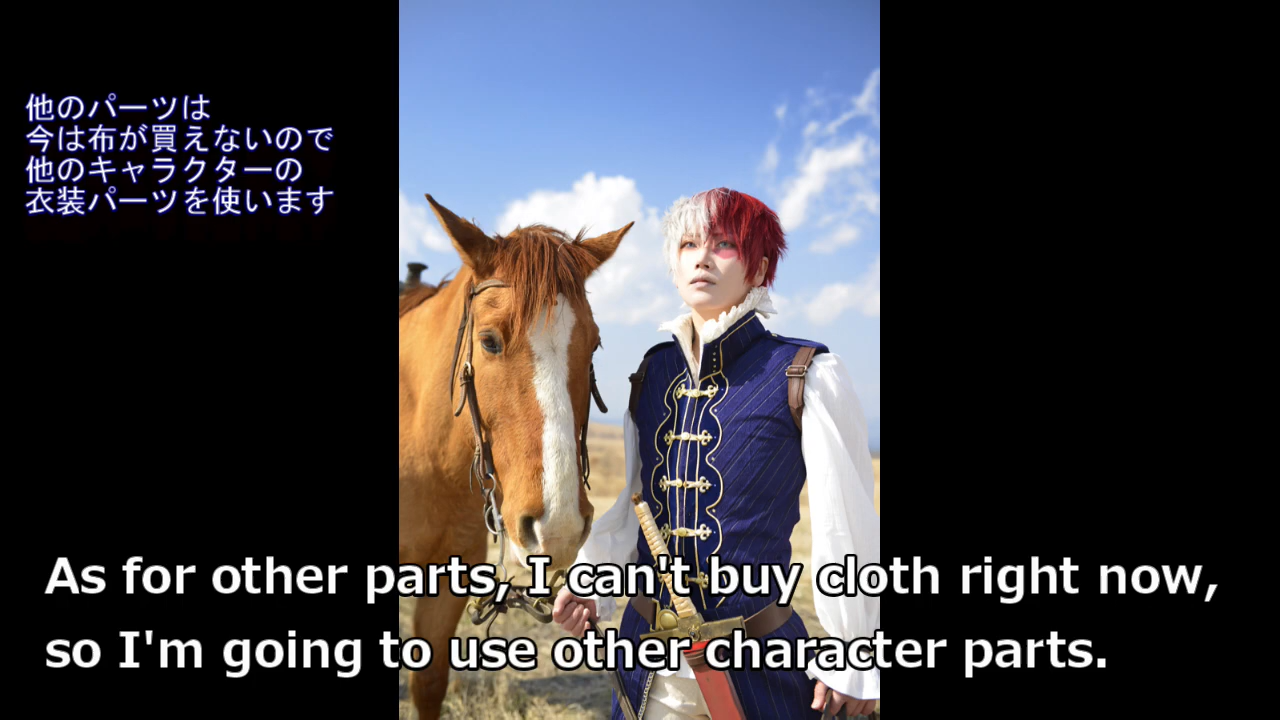 他のパーツは
今は布が買えないので
他のキャラクターの
衣装パーツを使います
As for other parts, I can't buy cloth right now,
so I'm going to use other character parts.